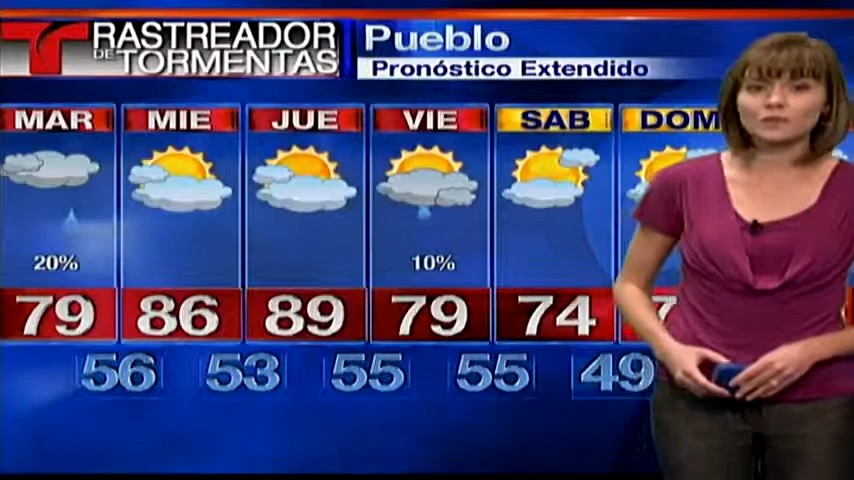 RASTREADOR
DE TORMENTAS
Pueblo
Pronóstico Extendido
MAR MIE JUE VIE SAB DOM
20% 10%
79 86 89 79 74 7
56 53 55 55 49